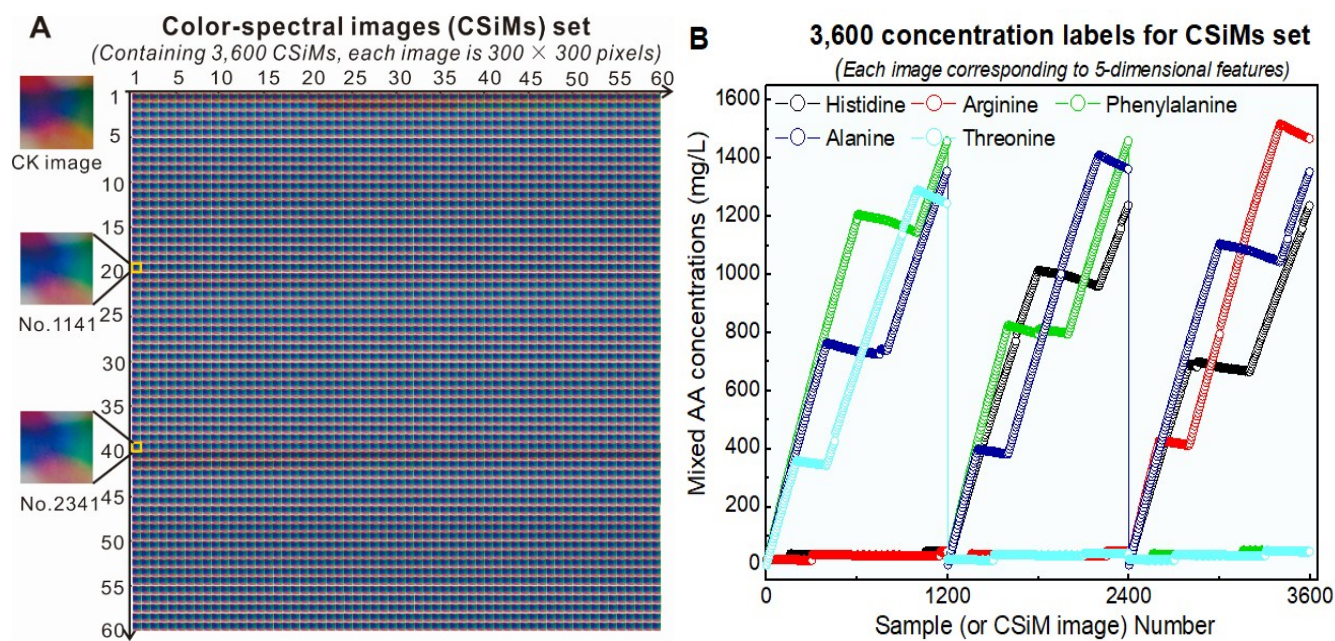 A
Color-spectral images (CSiMs) set
(Containing 3,600 CSiMs, each image is 300 × 300 pixels)
1 5 10 15 20 25 30 35 40 45 50 55 60
1
5
10
15
20
25
30
35
40
45
50
55
60
CK image
No.1141
No.2341
B
3,600 concentration labels for CSiMs set
(Each image corresponding to 5-dimensional features)
Histidine Arginine Phenylalanine
Alanine Threonine
Mixed AA concentrations (mg/L)
1600
1400
1200
1000
800
600
400
200
0
0 1200 2400 3600
Sample (or CSiM image) Number